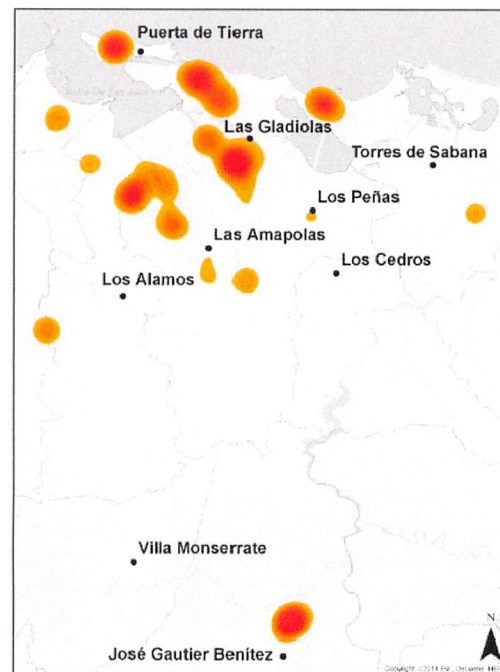 Puerta de Tierra
Las Gladiolas
Torres de Sabana
Los Peñas
Las Amapolas
Los Cedros
Los Alamos
Villa Monserrate
N
José Gautier Benítez